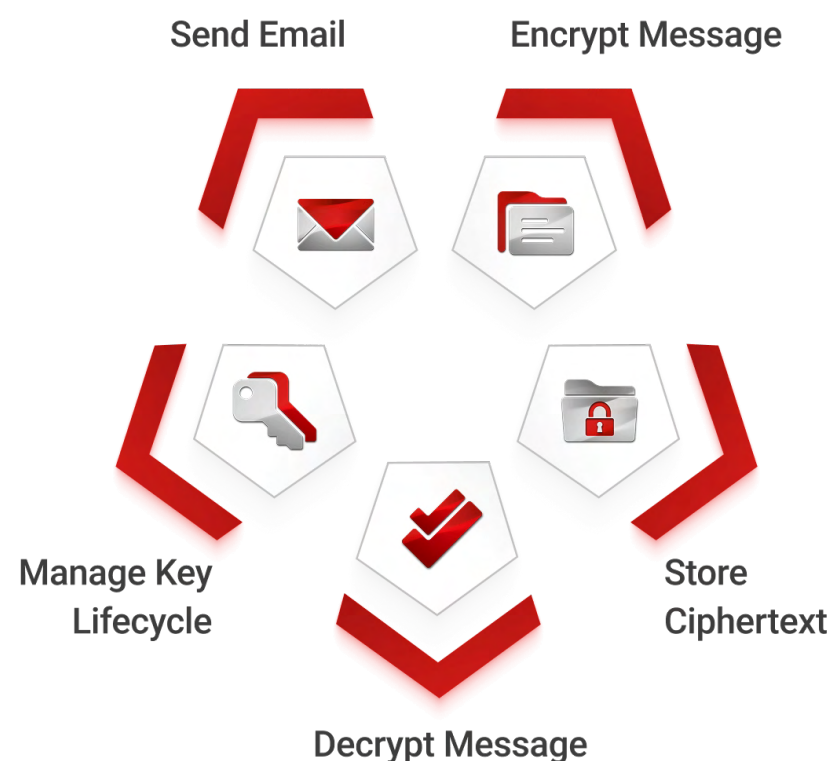 Send Email
Encrypt Message
Manage Key
Lifecycle
Store
Ciphertext
Decrypt Message